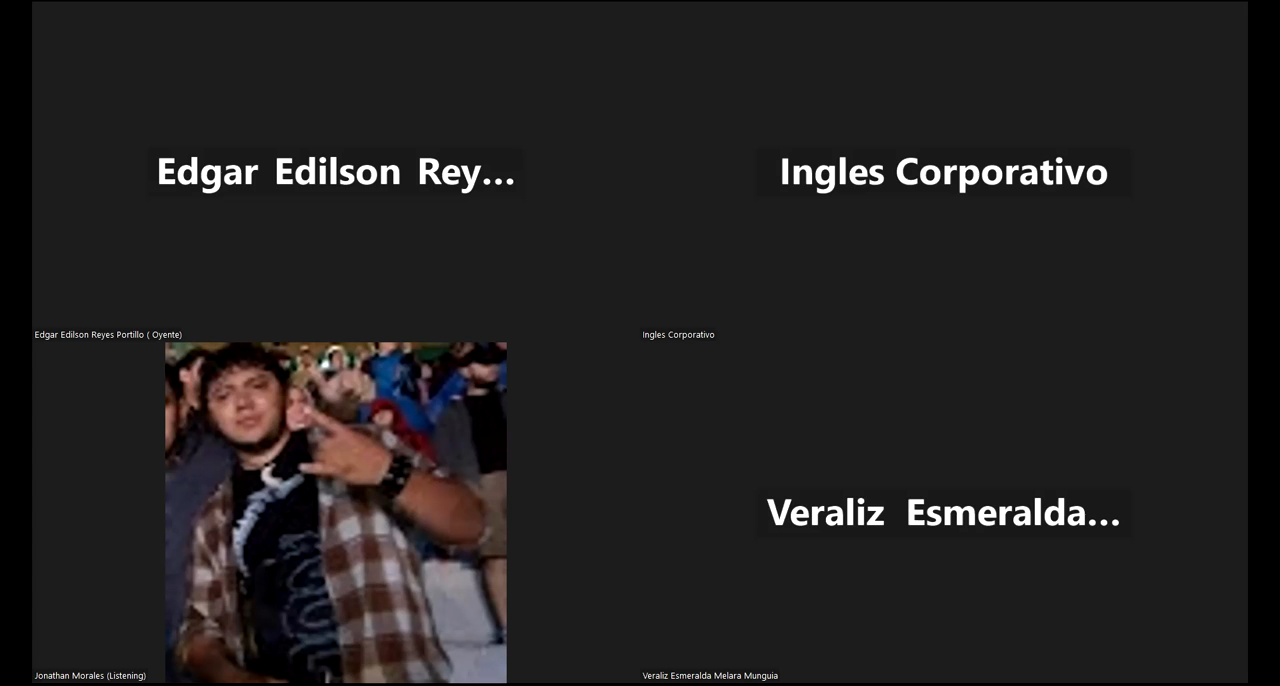 Edgar Edilson Rey...
Ingles Corporativo
Edgar Edilson Reyes Portillo ( Oyente)
Ingles Corporativo
Veraliz Esmeralda...
Jonathan Morales (Listening)
Veraliz Esmeralda Melara Munguia